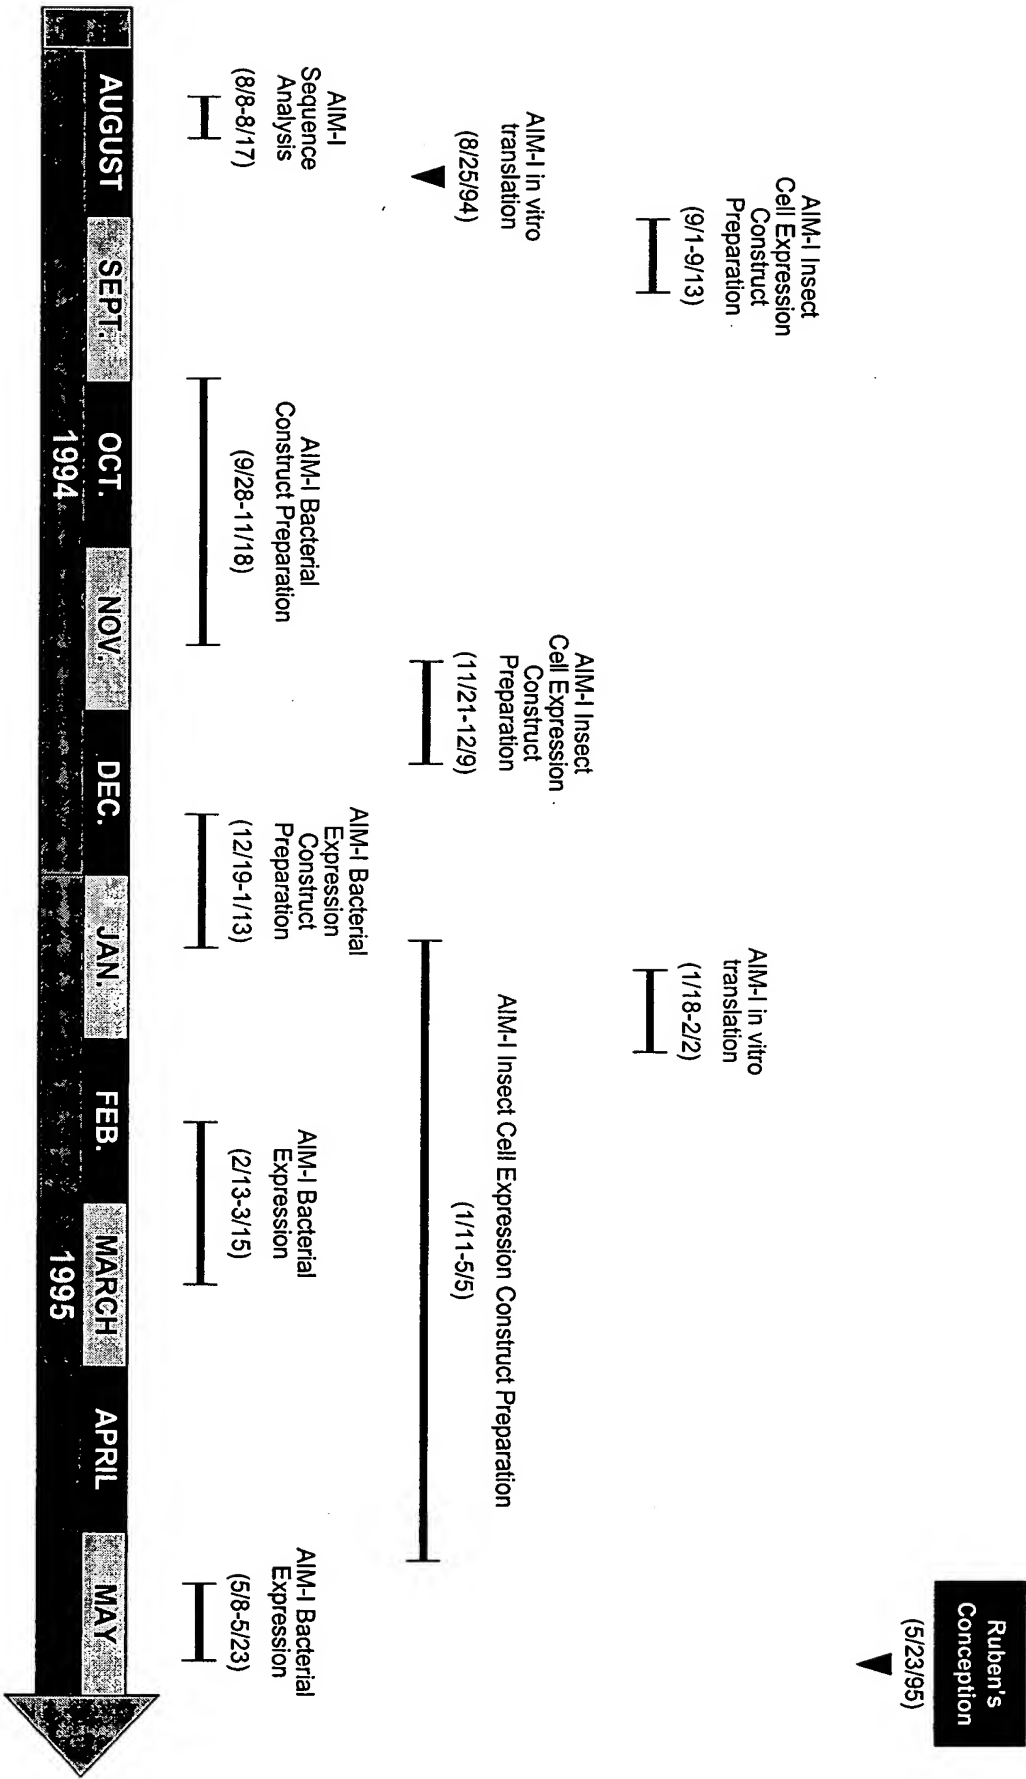 Ruben's
Conception
(5/23/95)
AIM-I Insect
Cell Expression
Construct
Preparation
(9/1-9/13)
AIM-I in vitro
translation
(1/18-2/2)
AIM-I in vitro
translation
(8/25/94)
AIM-I Insect
Cell Expression
Construct
Preparation
(11/21-12/9)
AIM-I Insect Cell Expression Construct Preparation
(1/11-5/5)
AIM-I
Sequence
Analysis
(8/8-8/17)
AIM-I Bacterial
Construct Preparation
(9/28-11/18)
AIM-I Bacterial
Expression
Construct
Preparation
(12/19-1/13)
AIM-I Bacterial
Expression
(2/13-3/15)
AIM-I Bacterial
Expression
(5/8-5/23)
AUGUST SEPT. OCT. NOV. DEC. JAN. FEB. MARCH APRIL MAY
1994 1995